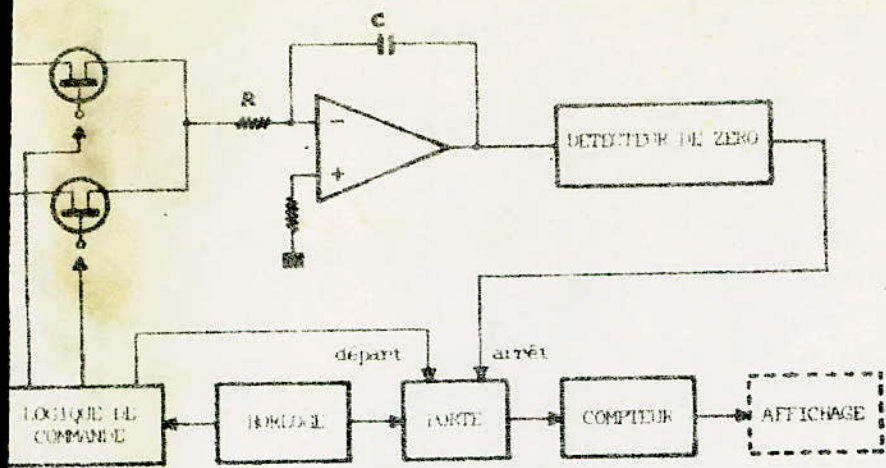 C
R
−
+
DETECTEUR DE ZERO
départ
arrêt
LOGIQUE DE
COMMANDE
HORLOGE
PORTE
COMPTEUR
AFFICHAGE